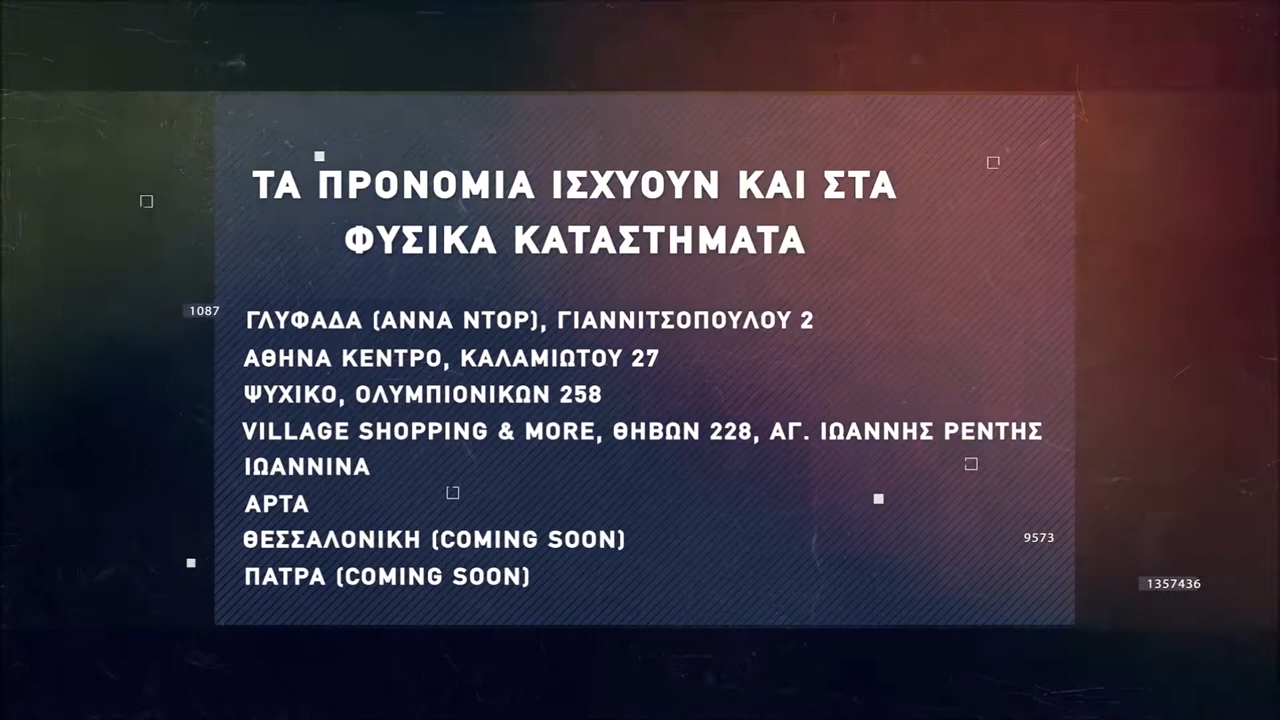 ΤΑ ΠΡΟΝΟΜΙΑ ΙΣΧΥΟΥΝ ΚΑΙ ΣΤΑ
ΦΥΣΙΚΑ ΚΑΤΑΣΤΗΜΑΤΑ
1087
ΓΛΥΦΑΔΑ (ΑΝΝΑ ΝΤΟΡ), ΓΙΑΝΝΙΤΣΟΠΟΥΛΟΥ 2
ΑΘΗΝΑ ΚΕΝΤΡΟ, ΚΑΛΑΜΙΩΤΟΥ 27
ΨΥΧΙΚΟ, ΟΛΥΜΠΙΟΝΙΚΩΝ 258
VILLAGE SHOPPING & MORE, ΘΗΒΩΝ 228, ΑΓ. ΙΩΑΝΝΗΣ ΡΕΝΤΗΣ
ΙΩΑΝΝΙΝΑ
ΑΡΤΑ
ΘΕΣΣΑΛΟΝΙΚΗ (COMING SOON)
9573
ΠΑΤΡΑ (COMING SOON)
1357436